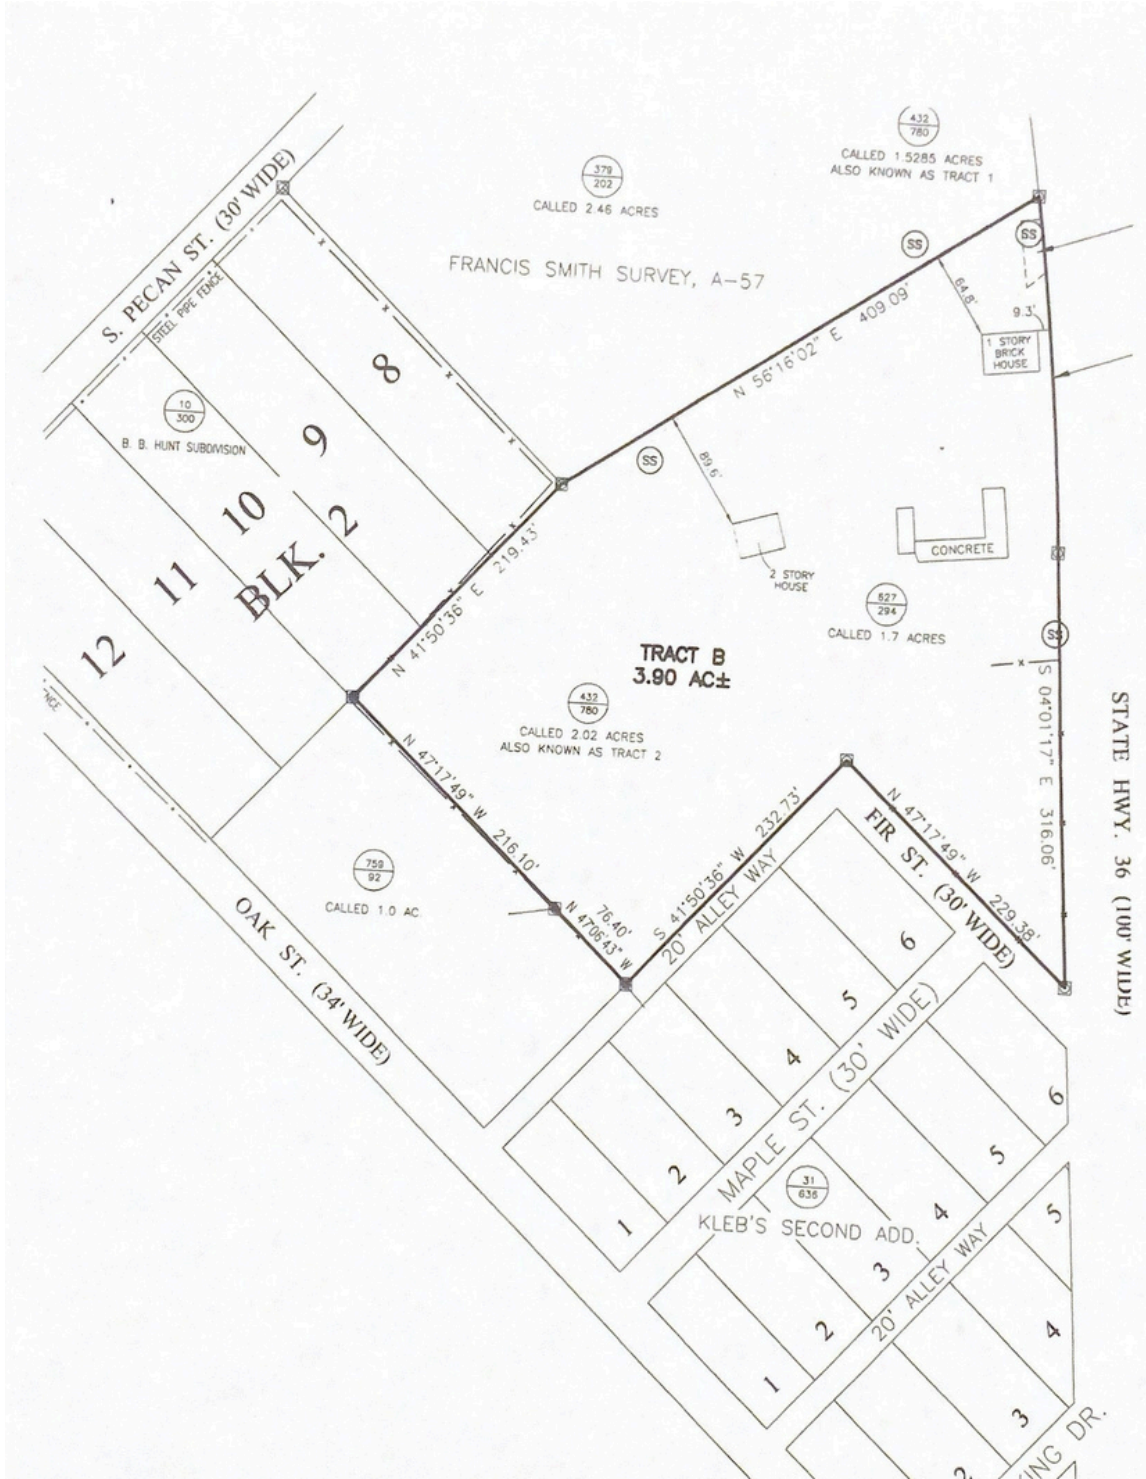 432
780
CALLED 1.5285 ACRES
ALSO KNOWN AS TRACT 1
379
202
CALLED 2.46 ACRES
FRANCIS SMITH SURVEY, A-57
S. PECAN ST. (30' WIDE)
STEEL PIPE FENCE
SS
SS
N 56°16'02" E 409.09'
64.8'
9.3'
1 STORY
BRICK
HOUSE
8
9
10
11
12
BLK. 2
10
300
B. B. HUNT SUBDIVISION
SS
89.6'
2 STORY
HOUSE
CONCRETE
N 41°50'36" E 219.43'
627
294
CALLED 1.7 ACRES
SS
TRACT B
3.90 AC±
432
780
CALLED 2.02 ACRES
ALSO KNOWN AS TRACT 2
S 04°01'17" E 316.06'
STATE HWY. 36 (100' WIDE)
N 47°17'49" W 216.10'
N 47°17'49" W 229.38'
S 41°50'36" W 232.73'
20' ALLEY WAY
FIR ST. (30' WIDE)
759
92
CALLED 1.0 AC.
76.40'
N 47°06'43" W
OAK ST. (34' WIDE)
6
5
4
3
2
1
MAPLE ST. (30' WIDE)
31
636
KLEB'S SECOND ADD.
6
5
4
3
2
1
20' ALLEY WAY
5
4
3
2
KING DR.